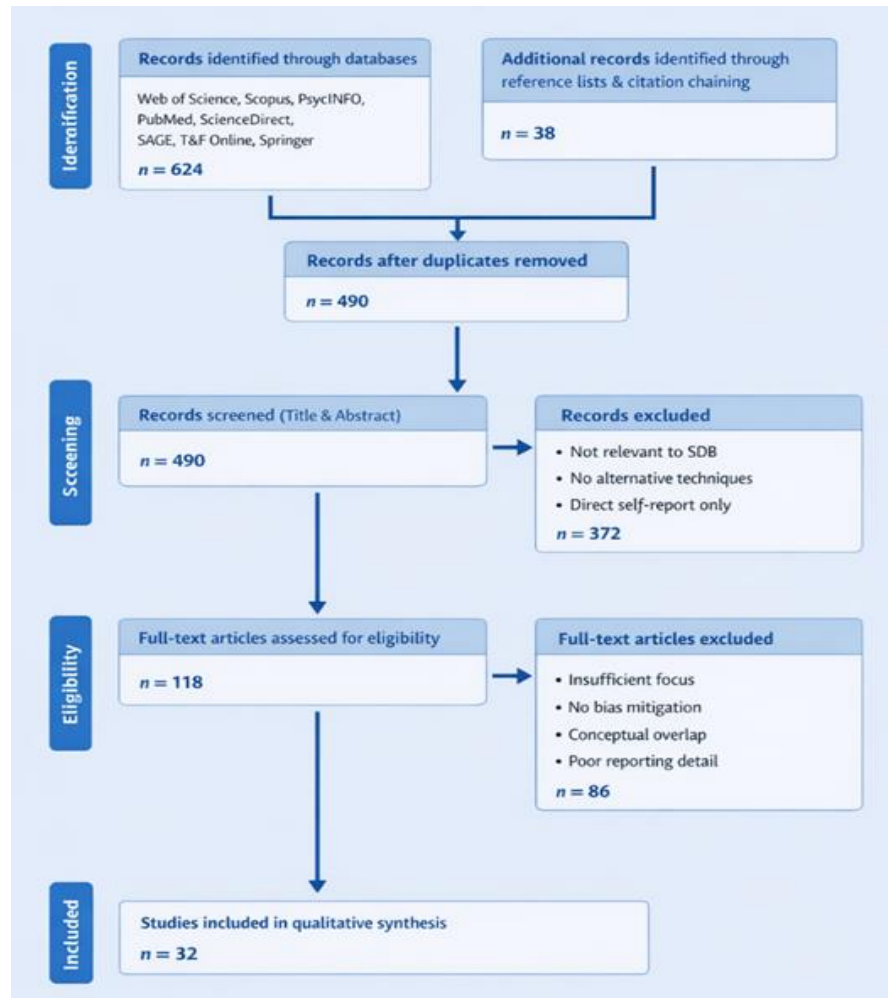 Records identified through databases
Web of Science, Scopus, PsycINFO,
PubMed, ScienceDirect,
SAGE, T&F Online, Springer
n = 624
Additional records identified through
reference lists & citation chaining
n = 38
Records after duplicates removed
n = 490
Records screened (Title & Abstract)
n = 490
Records excluded
• Not relevant to SDB
• No alternative techniques
• Direct self-report only
n = 372
Eligibility
Full-text articles assessed for eligibility
n = 118
Full-text articles excluded
• Insufficient focus
• No bias mitigation
• Conceptual overlap
• Poor reporting detail
n = 86
Included
Studies included in qualitative synthesis
n = 32